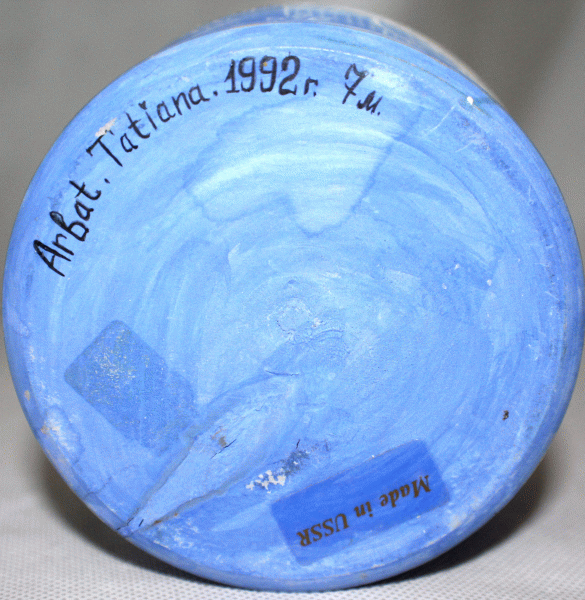 Arbat. Tatiana. 1992г. 7м.
Made in USSR